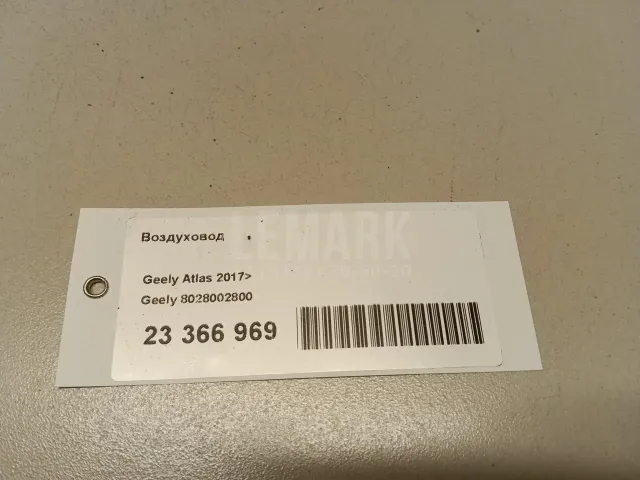 LEMARK
Воздуховод
Geely Atlas 2017>
Geely 8028002800
23 366 969